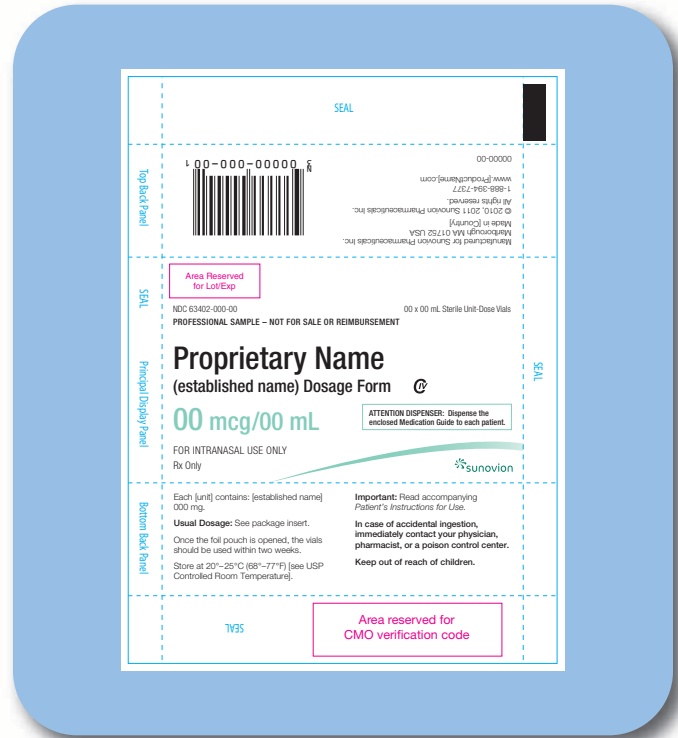 SEAL
Top Back Panel
00000-000-00
N
3
1
00000-00
www.[ProductName].com
1-888-394-7377
All rights reserved.
© 2010, 2011 Sunovion Pharmaceuticals Inc.
Made in [Country]
Marlborough MA 01752 USA
Manufactured for Sunovion Pharmaceuticals Inc.
SEAL
Area Reserved
for Lot/Exp
NDC 63402-000-00
00 x 00 mL Sterile Unit-Dose Vials
PROFESSIONAL SAMPLE – NOT FOR SALE OR REIMBURSEMENT
Principal Display Panel
SEAL
Proprietary Name
(established name) Dosage Form
CIV
00 mcg/00 mL
ATTENTION DISPENSER: Dispense the
enclosed Medication Guide to each patient.
FOR INTRANASAL USE ONLY
Rx Only
sunovion
Bottom Back Panel
Each [unit] contains: [established name]
000 mg.
Usual Dosage: See package insert.
Once the foil pouch is opened, the vials
should be used within two weeks.
Store at 20°–25°C (68°–77°F) [see USP
Controlled Room Temperature].
Important: Read accompanying
Patient's Instructions for Use.
In case of accidental ingestion,
immediately contact your physician,
pharmacist, or a poison control center.
Keep out of reach of children.
SEAL
Area reserved for
CMO verification code